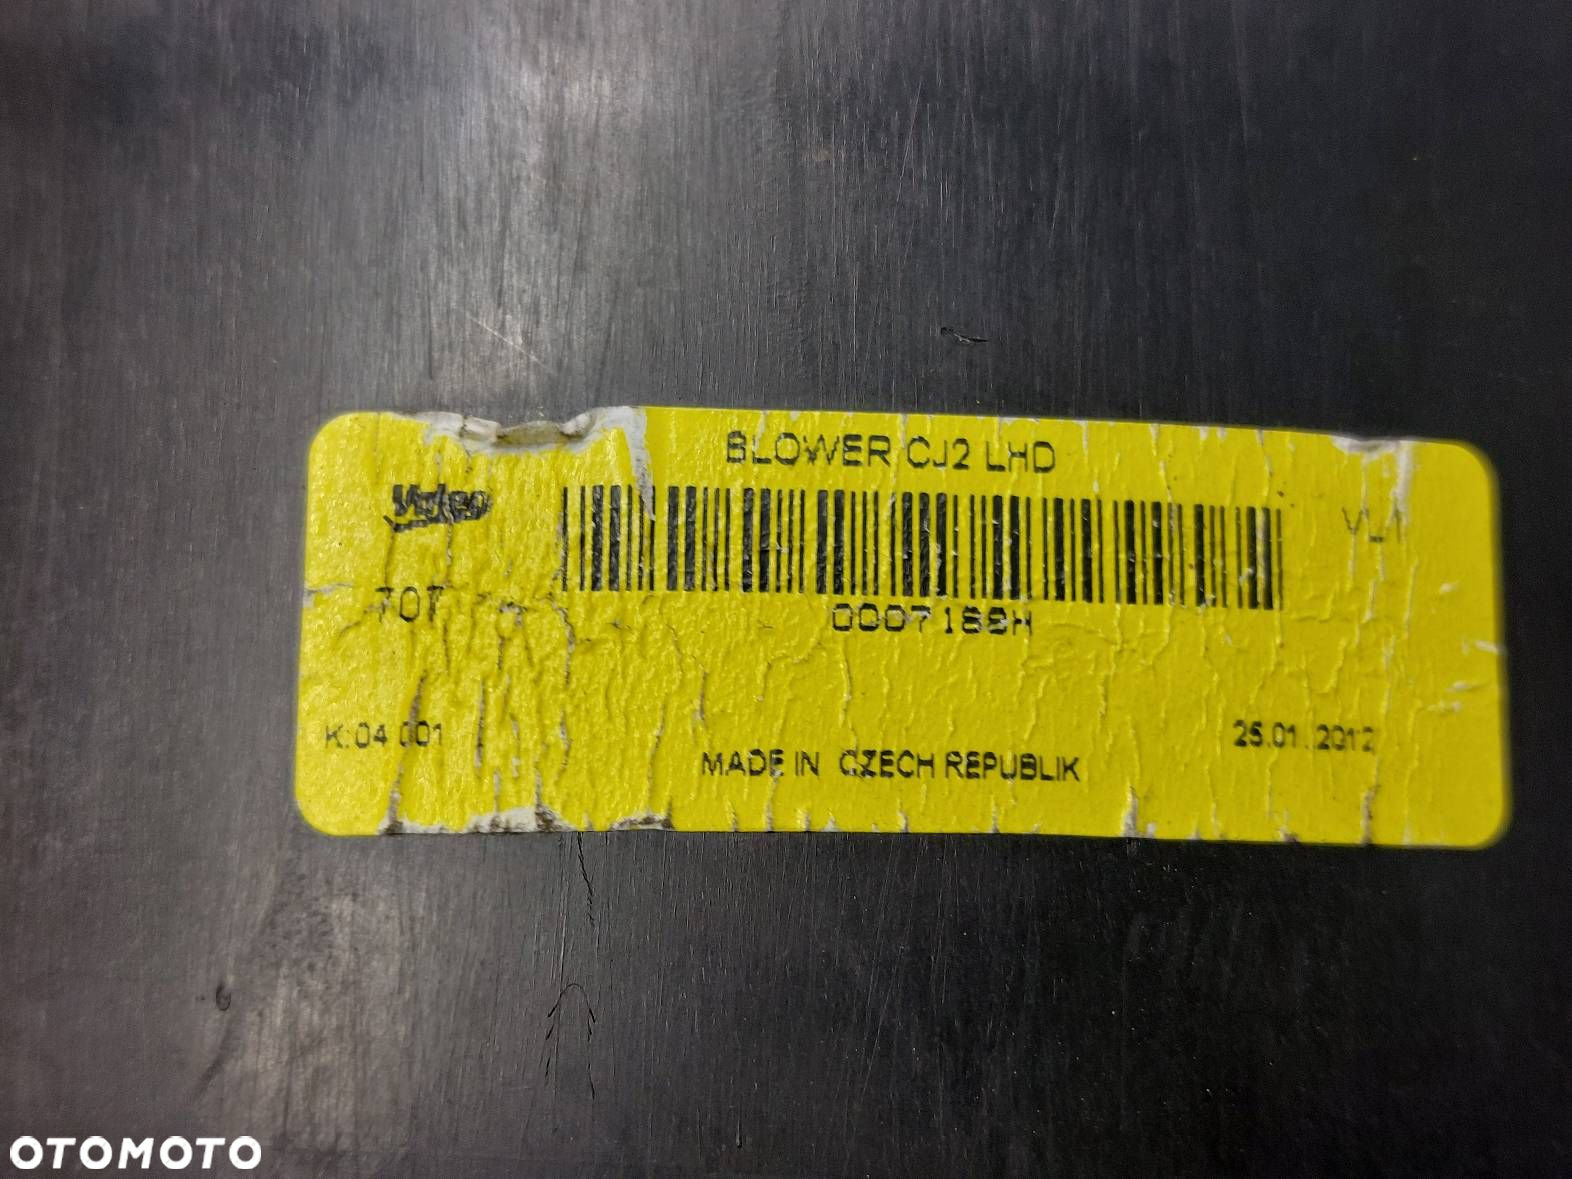 BLOWER CJ2 LHD
Valeo
VL1
707
0007189H
K:04 001
25.01.2012
MADE IN CZECH REPUBLIK
OTOMOTO